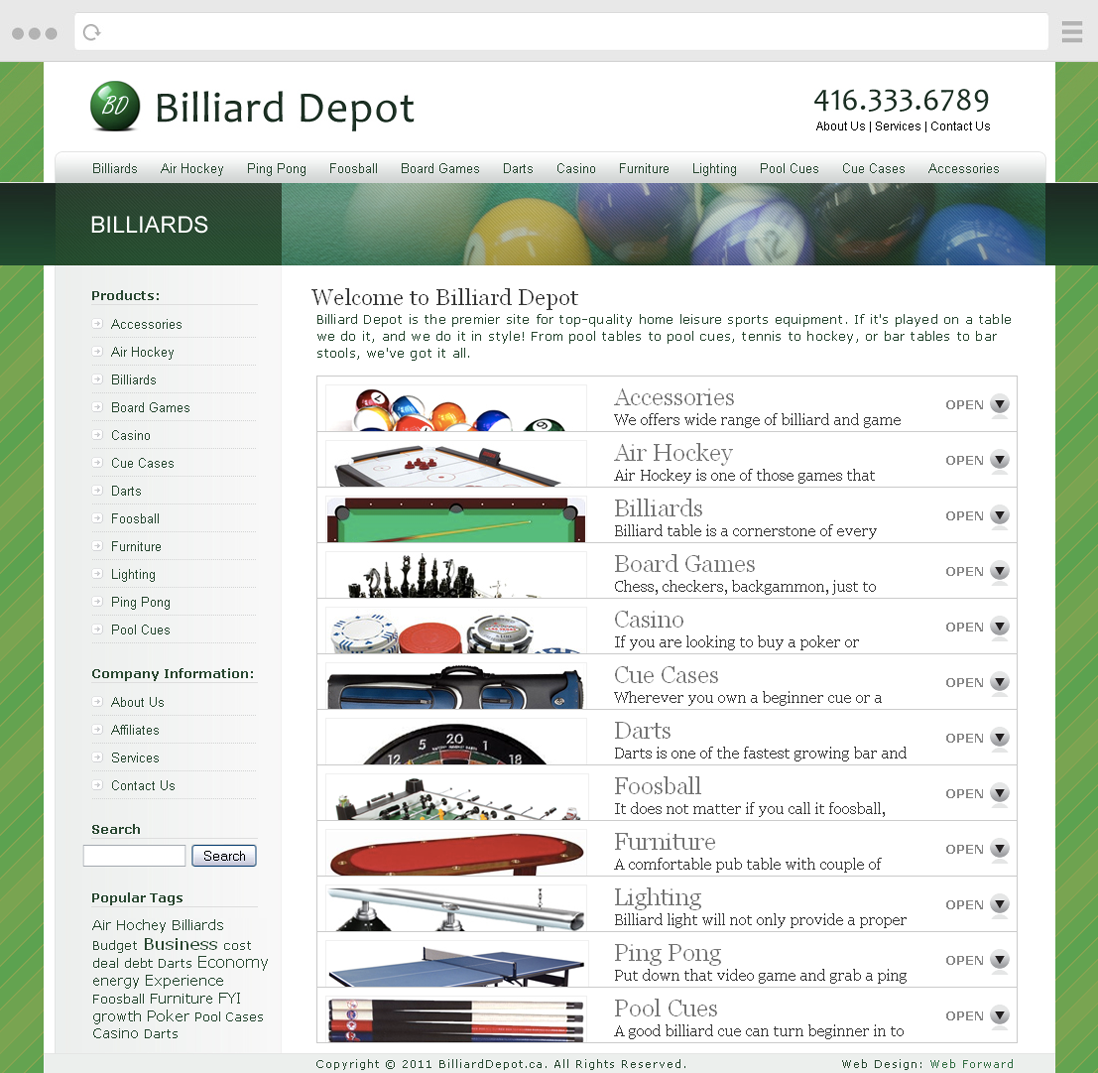 BD Billiard Depot
416.333.6789
About Us | Services | Contact Us
Billiards Air Hockey Ping Pong Foosball Board Games Darts Casino Furniture Lighting Pool Cues Cue Cases Accessories
BILLIARDS
12
Products:
Accessories
Air Hockey
Billiards
Board Games
Casino
Cue Cases
Darts
Foosball
Furniture
Lighting
Ping Pong
Pool Cues
Company Information:
About Us
Affiliates
Services
Contact Us
Search
Search
Popular Tags
Air Hochey Billiards
Budget Business cost
deal debt Darts Economy
energy Experience
Foosball Furniture FYI
growth Poker Pool Cases
Casino Darts
Welcome to Billiard Depot
Billiard Depot is the premier site for top-quality home leisure sports equipment. If it's played on a table
we do it, and we do it in style! From pool tables to pool cues, tennis to hockey, or bar tables to bar
stools, we've got it all.
Accessories
We offers wide range of billiard and game
OPEN
Air Hockey
Air Hockey is one of those games that
OPEN
Billiards
Billiard table is a cornerstone of every
OPEN
Board Games
Chess, checkers, backgammon, just to
OPEN
Casino
If you are looking to buy a poker or
OPEN
Cue Cases
Wherever you own a beginner cue or a
OPEN
12 5 20 1 18
Darts
Darts is one of the fastest growing bar and
OPEN
Foosball
It does not matter if you call it foosball,
OPEN
Furniture
A comfortable pub table with couple of
OPEN
Lighting
Billiard light will not only provide a proper
OPEN
Ping Pong
Put down that video game and grab a ping
OPEN
Pool Cues
A good billiard cue can turn beginner in to
OPEN
Copyright © 2011 BilliardDepot.ca. All Rights Reserved.
Web Design: Web Forward